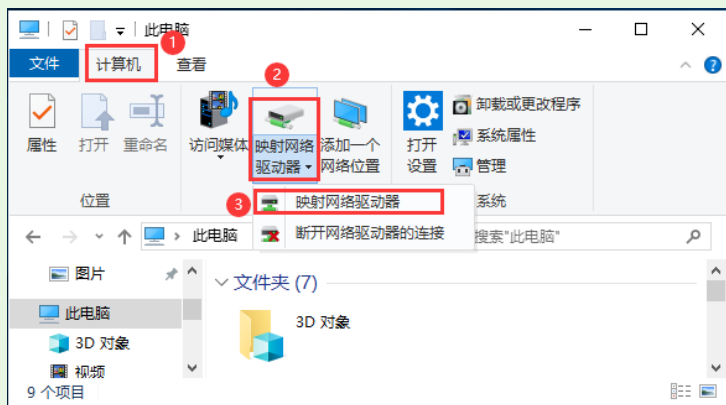 此电脑
1
文件 计算机 查看
2
属性 打开 重命名 访问媒体 映射网络驱动器 添加一个网络位置 打开设置 卸载或更改程序
系统属性
管理
位置 系统
3 映射网络驱动器
断开网络驱动器的连接
此电脑 搜索"此电脑"
图片
文件夹 (7)
此电脑
3D 对象
3D 对象
视频
9 个项目